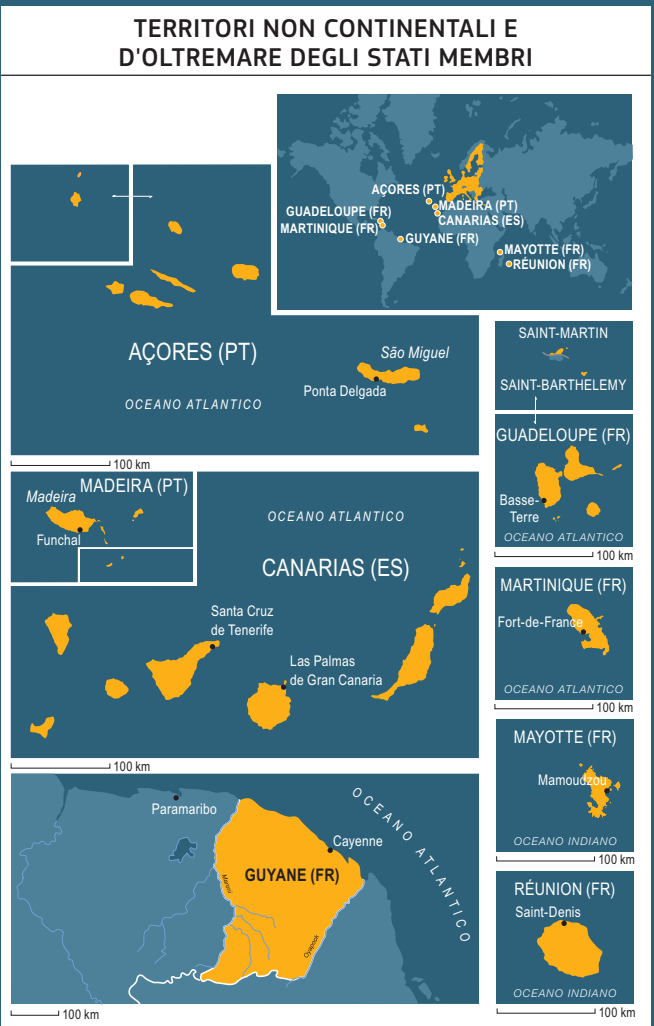 TERRITORI NON CONTINENTALI E
D'OLTREMARE DEGLI STATI MEMBRI
AÇORES (PT)
MADEIRA (PT)
CANARIAS (ES)
GUADELOUPE (FR)
MARTINIQUE (FR)
GUYANE (FR)
MAYOTTE (FR)
RÉUNION (FR)
AÇORES (PT)
OCEANO ATLANTICO
São Miguel
Ponta Delgada
100 km
SAINT-MARTIN
SAINT-BARTHELEMY
GUADELOUPE (FR)
Basse-
Terre
OCEANO ATLANTICO
100 km
MADEIRA (PT)
Madeira
Funchal
OCEANO ATLANTICO
CANARIAS (ES)
Santa Cruz
de Tenerife
Las Palmas
de Gran Canaria
100 km
MARTINIQUE (FR)
Fort-de-France
OCEANO ATLANTICO
100 km
MAYOTTE (FR)
Mamoudzou
OCEANO INDIANO
100 km
Paramaribo
Cayenne
OCEANO ATLANTICO
GUYANE (FR)
Maroni
Oyapock
100 km
RÉUNION (FR)
Saint-Denis
OCEANO INDIANO
100 km